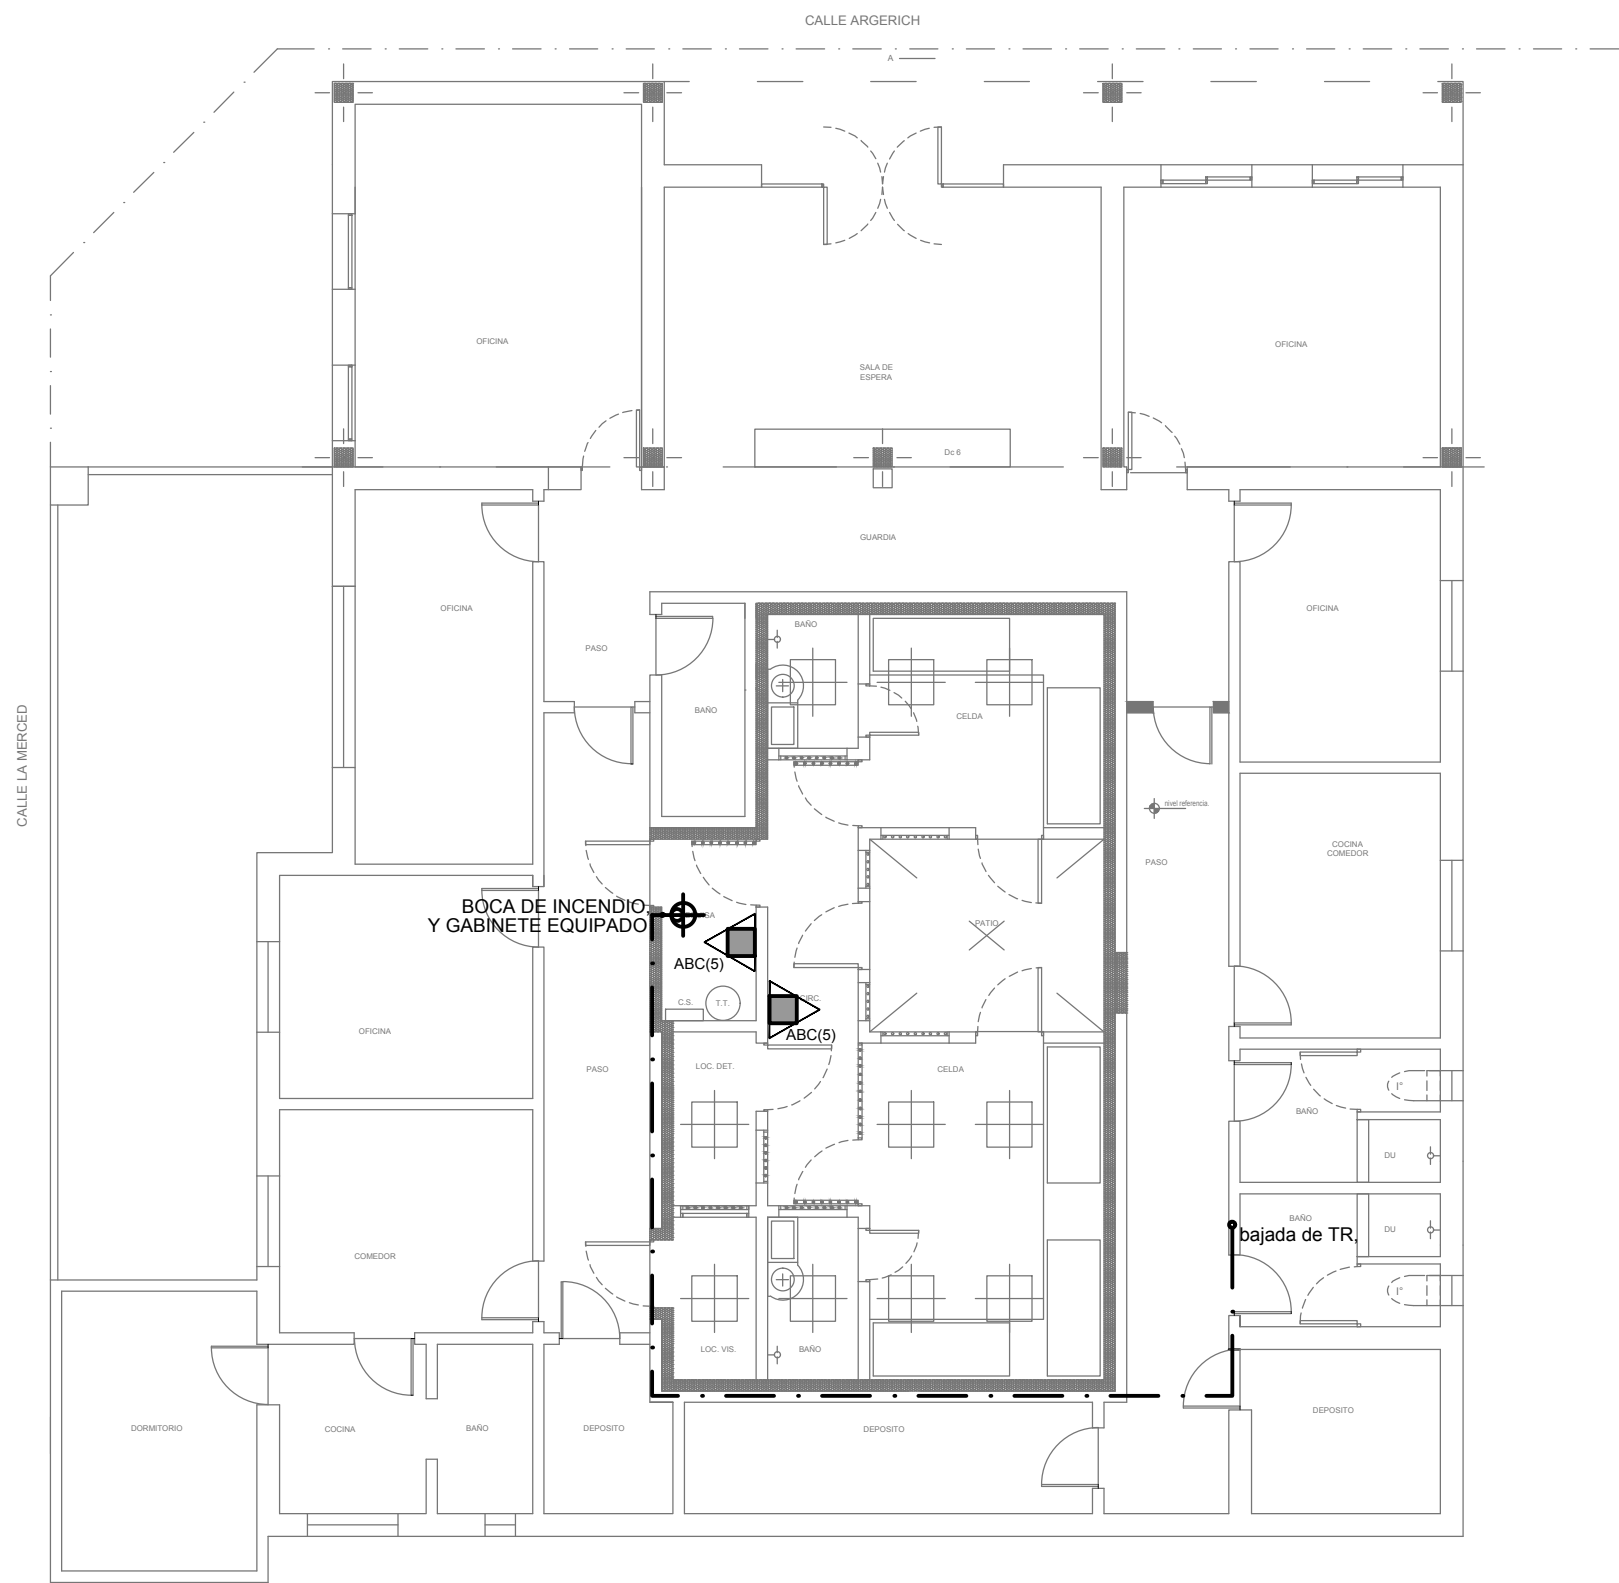 CALLE ARGERICH
A
OFICINA
SALA DE
ESPERA
OFICINA
Dc 6
GUARDIA
OFICINA
PASO
BAÑO
BAÑO
CELDA
OFICINA
CALLE LA MERCED
nivel referencia.
PASO
COCINA
COMEDOR
BOCA DE INCENDIO,
Y GABINETE EQUIPADO
PATIO
ABC(5)
C.S.
T.T.
CIRC.
ABC(5)
OFICINA
PASO
LOC. DET.
CELDA
BAÑO
I°
DU
COMEDOR
BAÑO
DU
bajada de TR,
I°
LOC. VIS.
BAÑO
DORMITORIO
COCINA
BAÑO
DEPOSITO
DEPOSITO
DEPOSITO